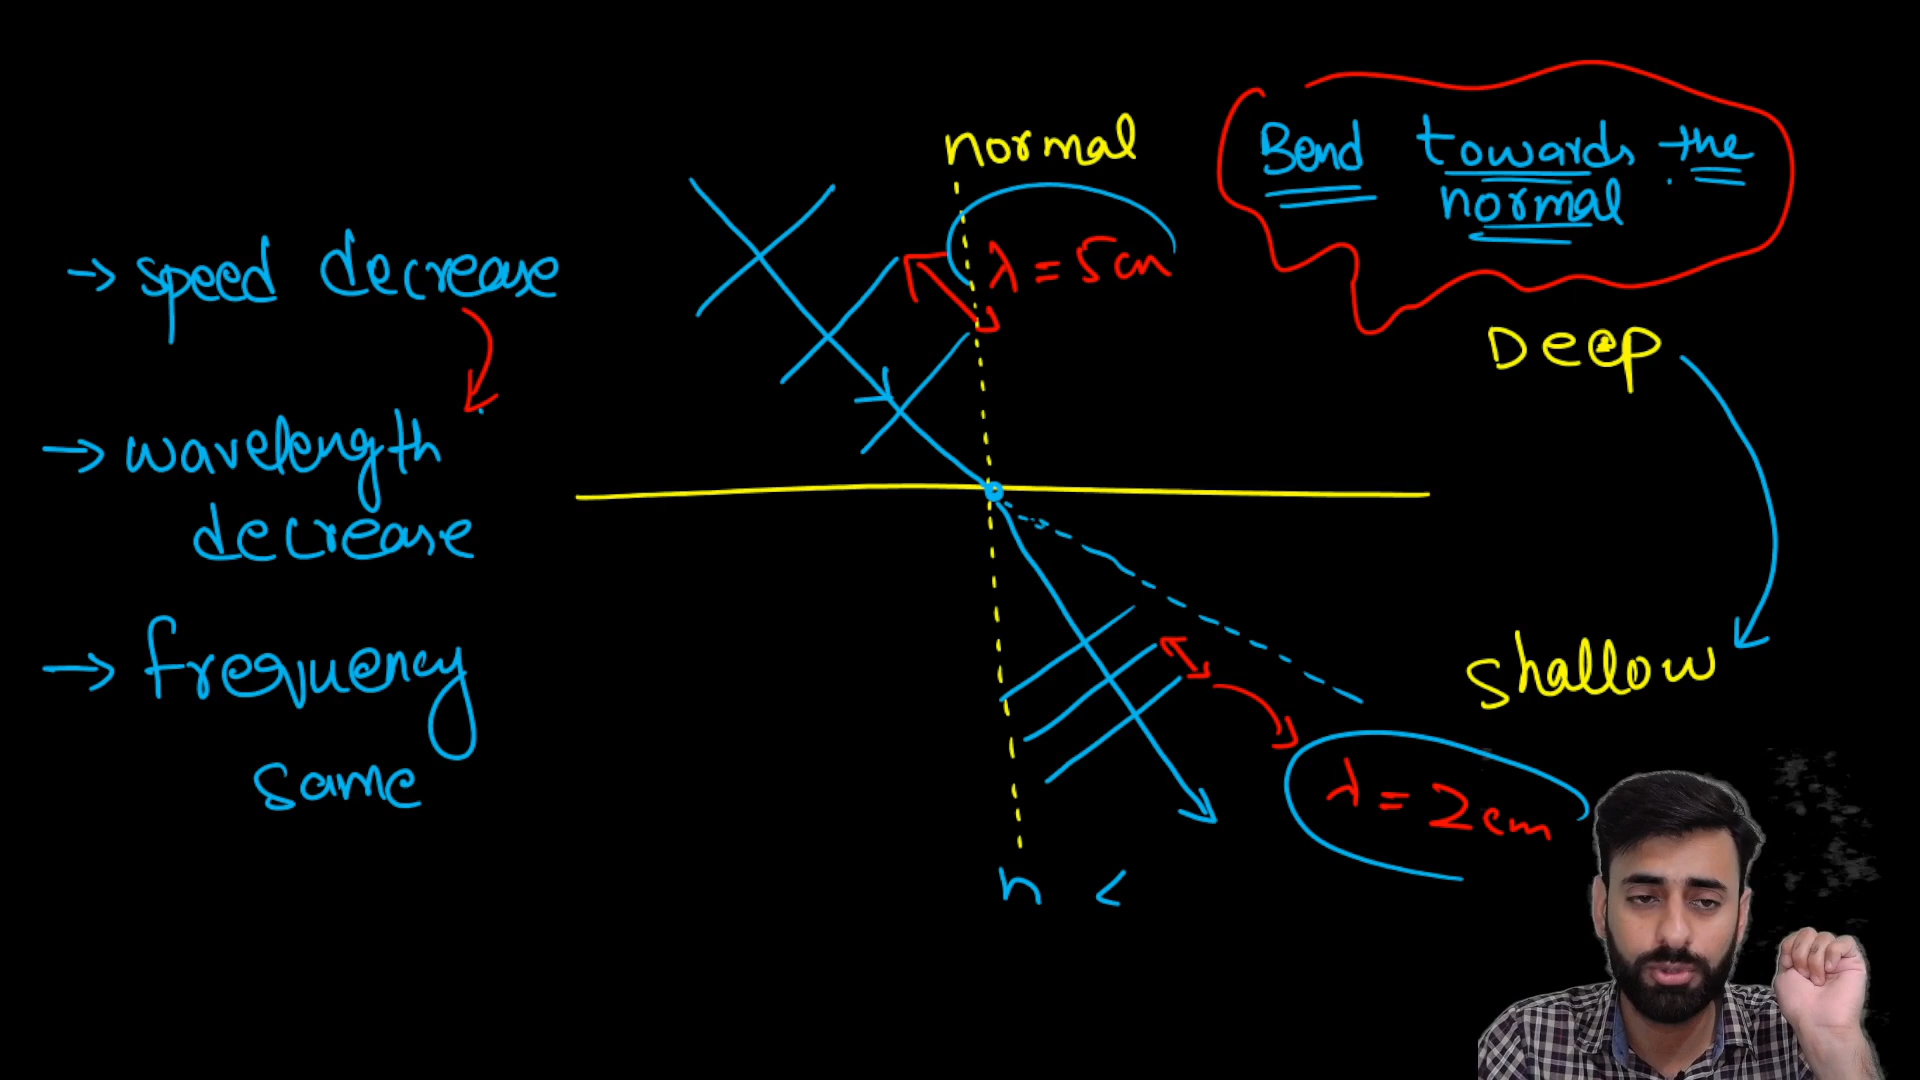 normal
Bend towards the
normal
→ speed decrease
λ = 5cm
Deep
→ wavelength
decrease
→ frequency
same
shallow
λ = 2cm
n <